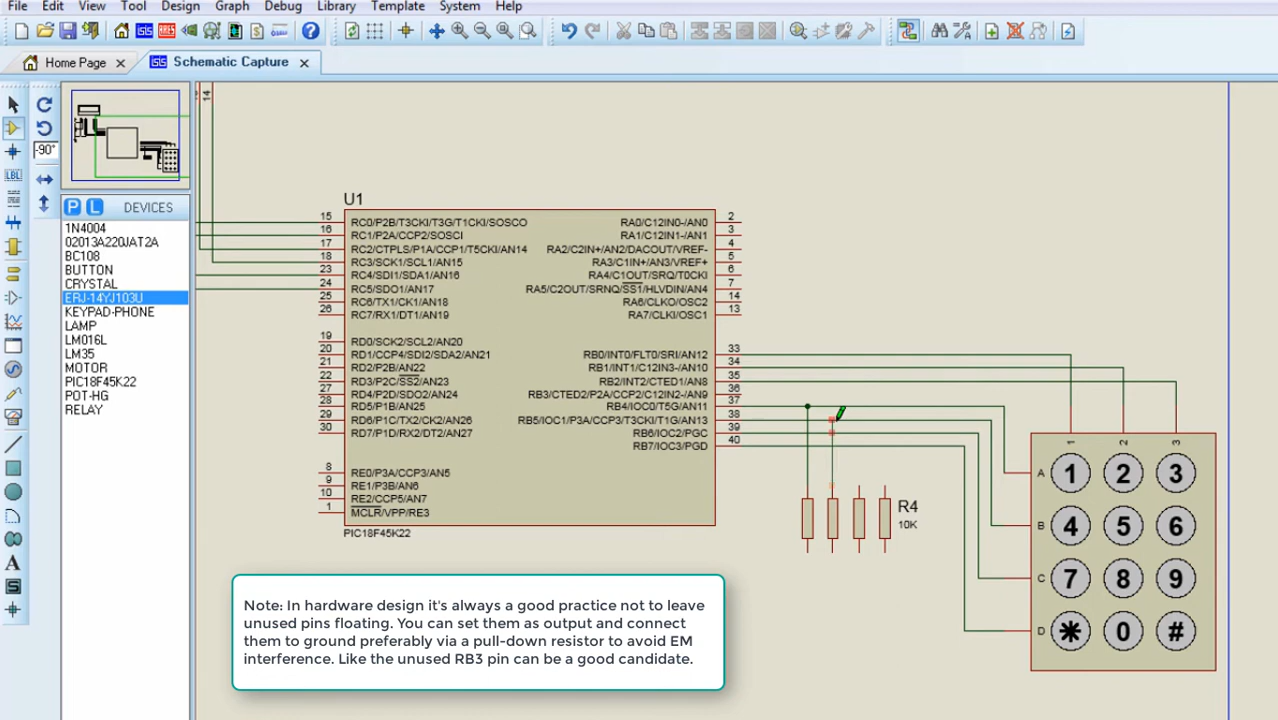 File Edit View Tool Design Graph Debug Library Template System Help
Home Page
Schematic Capture
-90°
DEVICES
1N4004
02013A220JAT2A
BC108
BUTTON
CRYSTAL
ERJ-14YJ103U
KEYPAD-PHONE
LAMP
LM016L
LM35
MOTOR
PIC18F45K22
POT-HG
RELAY
14
U1
15 RC0/P2B/T3CKI/T3G/T1CKI/SOSCO RA0/C12IN0-/AN0 2
16 RC1/P2A/CCP2/SOSCI RA1/C12IN1-/AN1 3
17 RC2/CTPLS/P1A/CCP1/T5CKI/AN14 RA2/C2IN+/AN2/DACOUT/VREF- 4
18 RC3/SCK1/SCL1/AN15 RA3/C1IN+/AN3/VREF+ 5
23 RC4/SDI1/SDA1/AN16 RA4/C1OUT/SRQ/T0CKI 6
24 RC5/SDO1/AN17 RA5/C2OUT/SRNQ/SS1/HLVDIN/AN4 7
25 RC6/TX1/CK1/AN18 RA6/CLKO/OSC2 14
26 RC7/RX1/DT1/AN19 RA7/CLKI/OSC1 13
19 RD0/SCK2/SCL2/AN20
20 RD1/CCP4/SDI2/SDA2/AN21 RB0/INT0/FLT0/SRI/AN12 33
21 RD2/P2B/AN22 RB1/INT1/C12IN3-/AN10 34
22 RD3/P2C/SS2/AN23 RB2/INT2/CTED1/AN8 35
27 RD4/P2D/SDO2/AN24 RB3/CTED2/P2A/CCP2/C12IN2-/AN9 36
28 RD5/P1B/AN25 RB4/IOC0/T5G/AN11 37
29 RD6/P1C/TX2/CK2/AN26 RB5/IOC1/P3A/CCP3/T3CKI/T1G/AN13 38
30 RD7/P1D/RX2/DT2/AN27 RB6/IOC2/PGC 39
RB7/IOC3/PGD 40
8 RE0/P3A/CCP3/AN5
9 RE1/P3B/AN6
10 RE2/CCP5/AN7
1 MCLR/VPP/RE3
PIC18F45K22
R4
10K
1 2 3
A 1 2 3
B 4 5 6
C 7 8 9
D * 0 #
Note: In hardware design it's always a good practice not to leave
unused pins floating. You can set them as output and connect
them to ground preferably via a pull-down resistor to avoid EM
interference. Like the unused RB3 pin can be a good candidate.